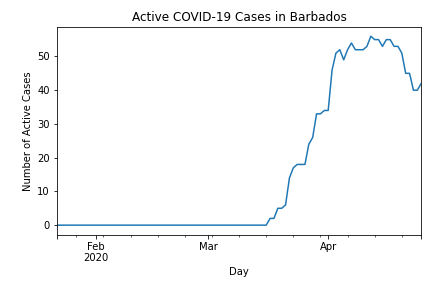 Active COVID-19 Cases in Barbados
Number of Active Cases
50
40
30
20
10
0
Feb
2020
Mar
Apr
Day